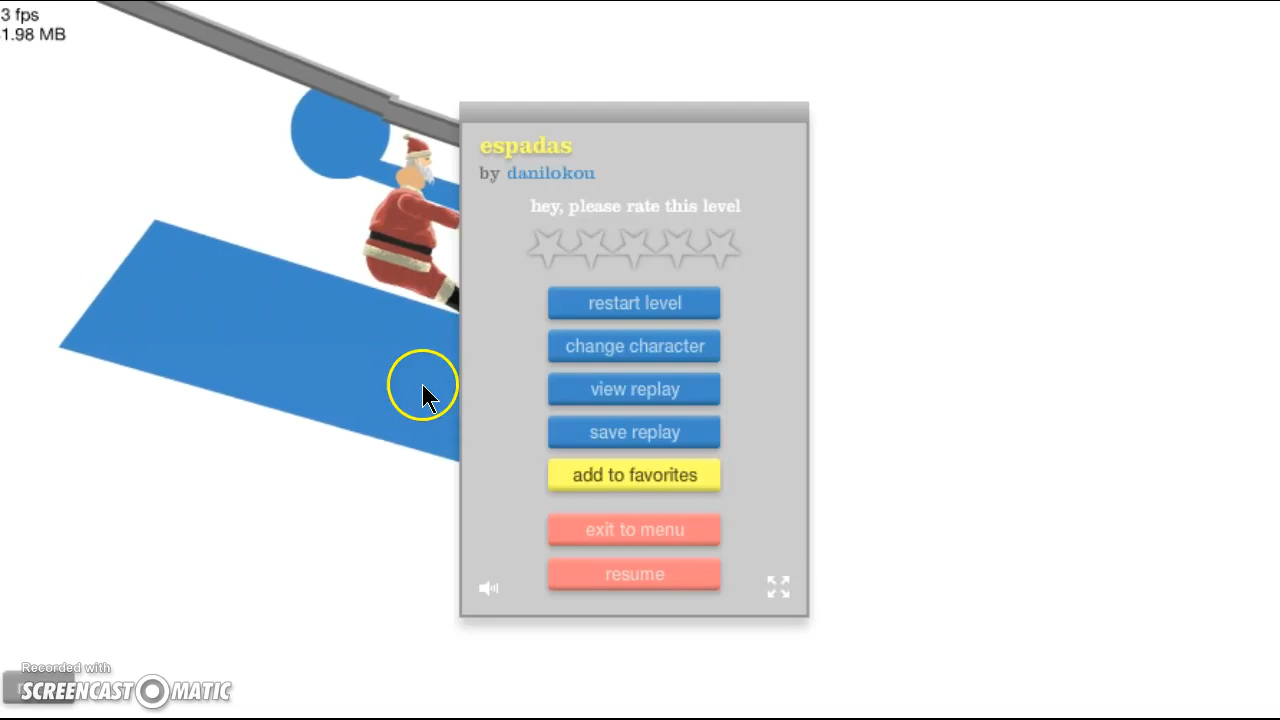 3 fps
1.98 MB
espadas
by danilokou
hey, please rate this level
restart level
change character
view replay
save replay
add to favorites
exit to menu
resume
Recorded with
SCREENCAST MATIC